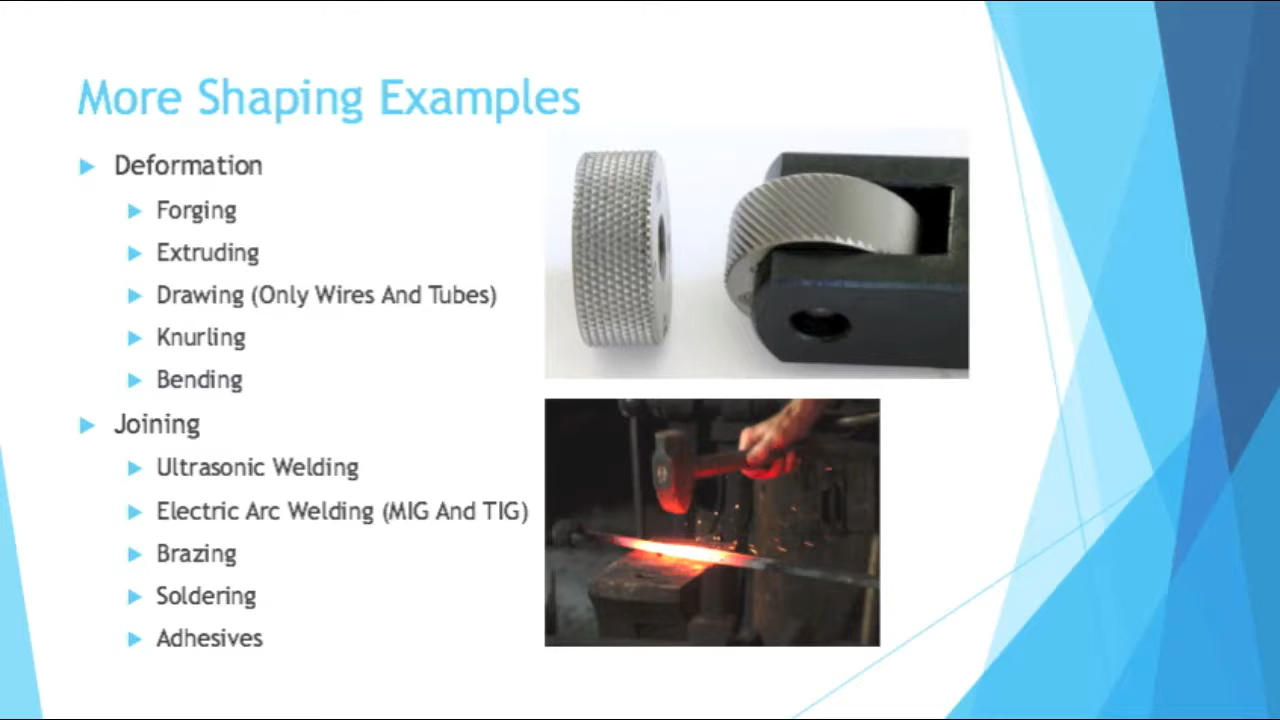 More Shaping Examples
Deformation
Forging
Extruding
Drawing (Only Wires And Tubes)
Knurling
Bending
Joining
Ultrasonic Welding
Electric Arc Welding (MIG And TIG)
Brazing
Soldering
Adhesives